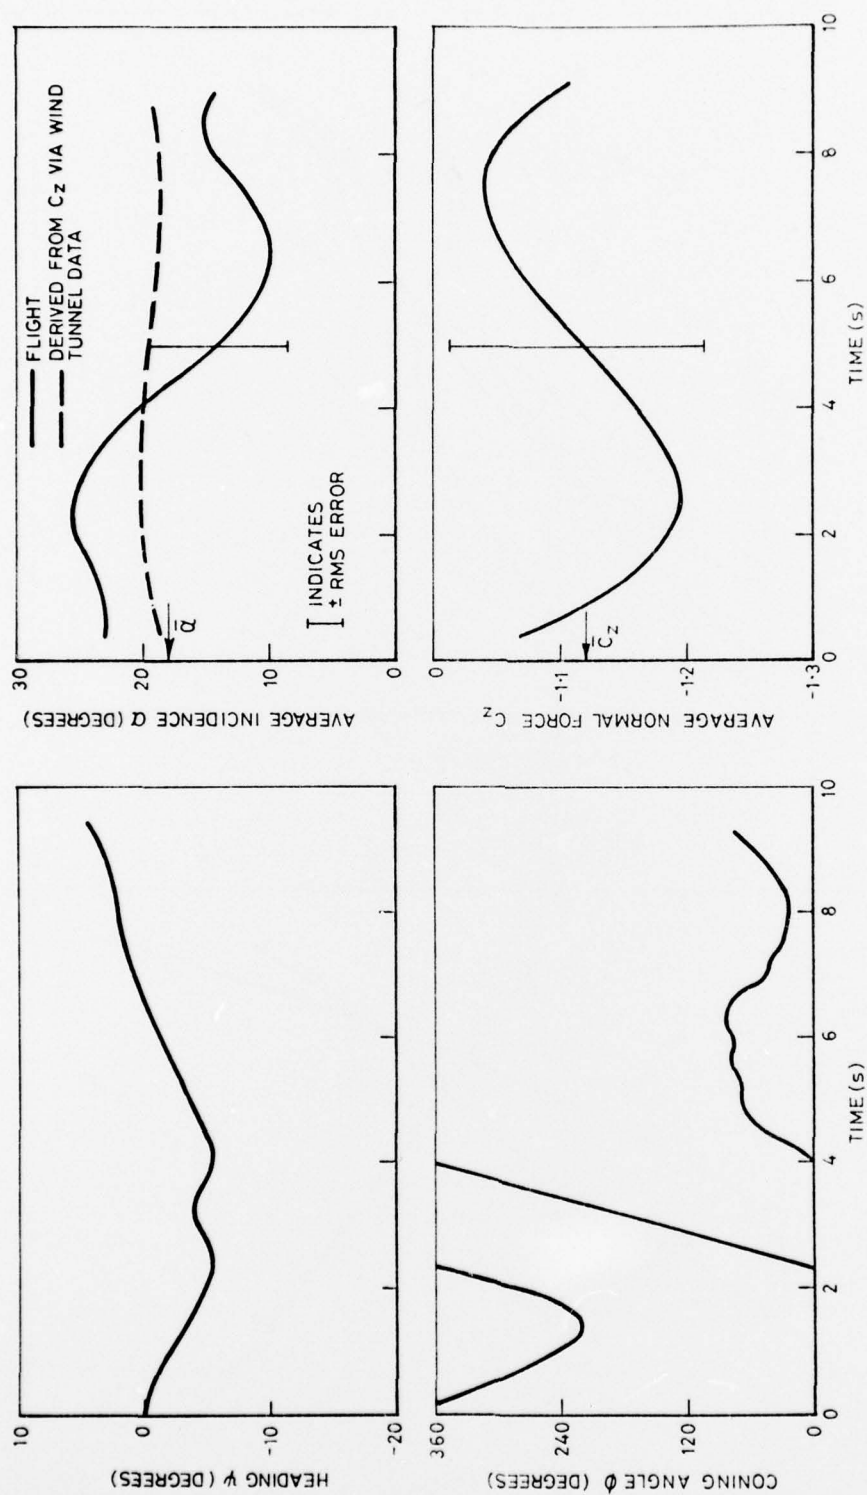 HEADING ψ (DEGREES)
10
0
-10
-20
AVERAGE INCIDENCE α (DEGREES)
30
20
10
0
FLIGHT
DERIVED FROM Cz VIA WIND
TUNNEL DATA
ᾱ
INDICATES
± RMS ERROR
CONING ANGLE ϕ (DEGREES)
360
240
120
0
2
4
6
8
10
TIME (s)
AVERAGE NORMAL FORCE Cz
0
-1·1
-1·2
-1·3
C̄z
0
2
4
6
8
10
TIME (s)